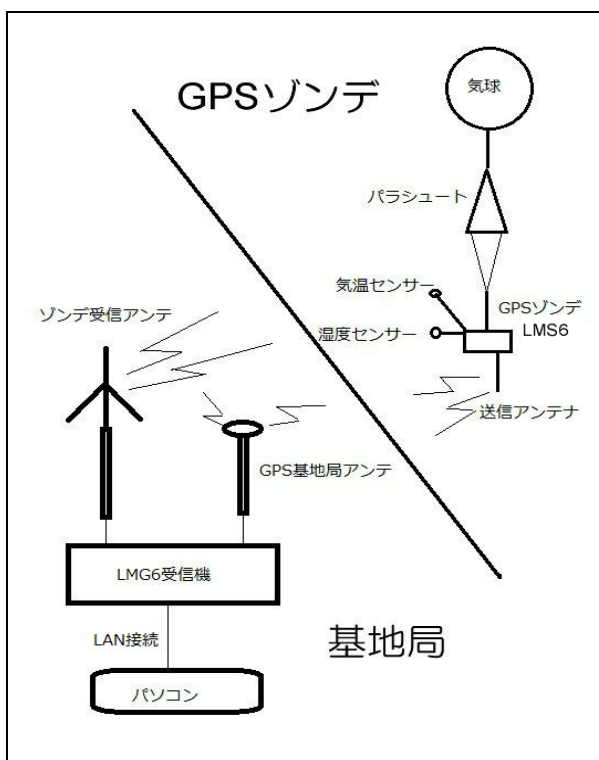 GPSゾンデ
気球
パラシュート
気温センサー
GPSゾンデ
LMS6
湿度センサー
送信アンテナ
ゾンデ受信アンテ
GPS基地局アンテ
LMG6受信機
LAN接続
基地局
パソコン